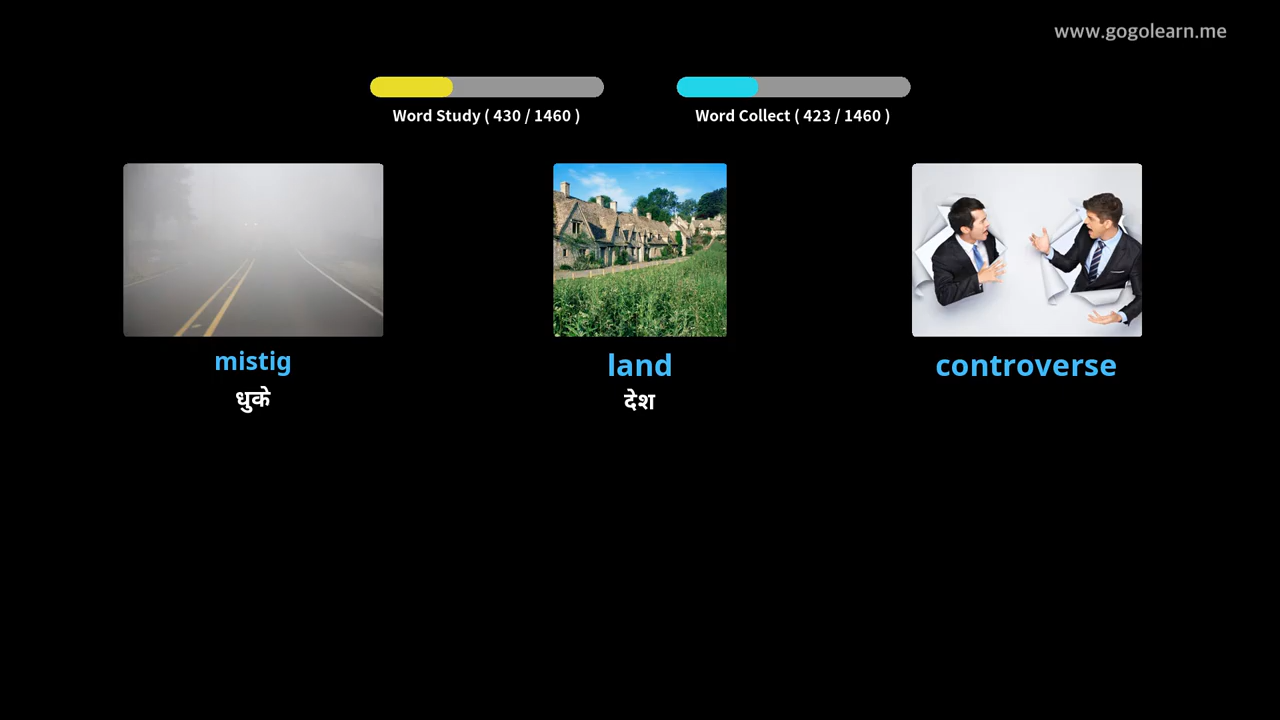 www.gogolearn.me
Word Study ( 430 / 1460 )
Word Collect ( 423 / 1460 )
mistig
land
controverse
धुके
देश